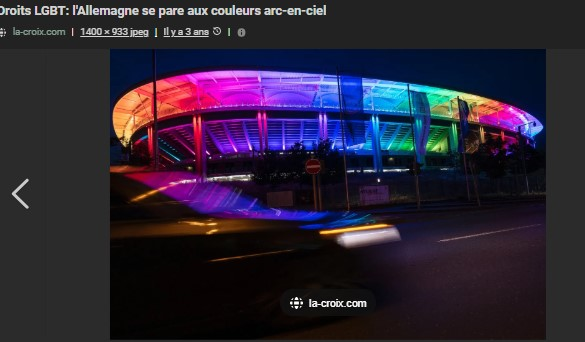 Droits LGBT: l'Allemagne se pare aux couleurs arc-en-ciel
la-croix.com | 1400 × 933 jpeg | Il y a 3 ans |
la-croix.com